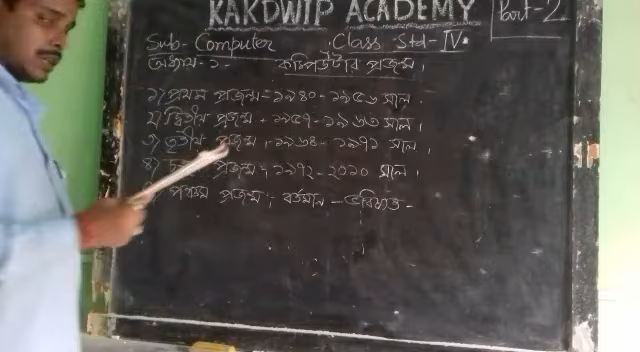 KAKDWIP ACADEMY
Part-2
Sub- Computer Class Std- IV
অধ্যায়-১ কম্পিউটার প্রজন্ম।
১) প্রথম প্রজন্ম - ১৯৪০-১৯৫৬ সাল.
২) দ্বিতীয় প্রজন্ম - ১৯৫৭-১৯৬৩ সাল।
৩) তৃতীয় প্রজন্ম - ১৯৬৪-১৯৭১ সাল।
৪) প্রজন্ম - ১৯৭২-২০১০ সাল।
পঞ্চম প্রজন্ম - বর্তমান - ভবিষ্যত -